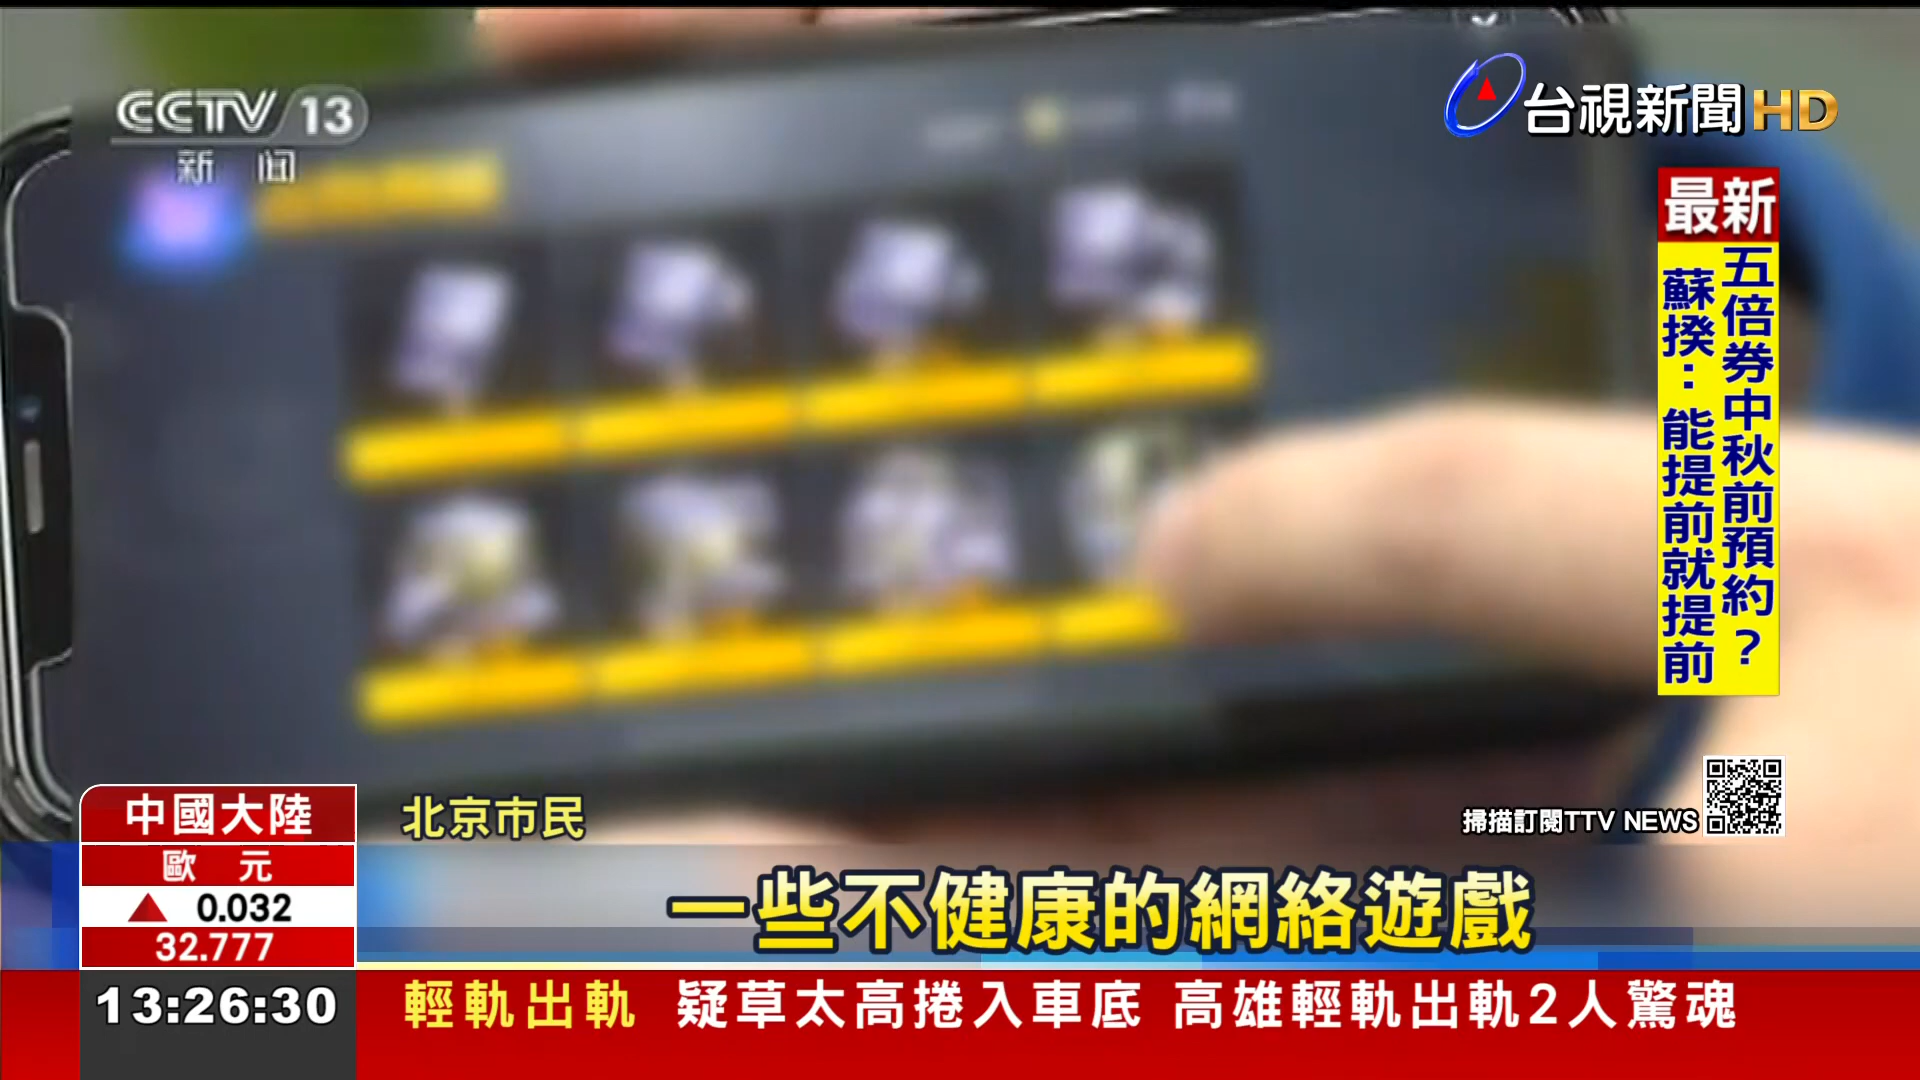 CCTV 13
新闻
台視新聞HD
最新
五倍券中秋前預約？
蘇揆：能提前就提前
掃描訂閱TTV NEWS
中國大陸
歐元
0.032
32.777
13:26:30
北京市民
一些不健康的網絡遊戲
輕軌出軌 疑草太高捲入車底 高雄輕軌出軌2人驚魂